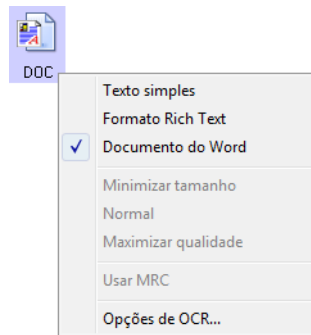 DOC
Texto simples
Formato Rich Text
Documento do Word
Minimizar tamanho
Normal
Maximizar qualidade
Usar MRC
Opções de OCR...